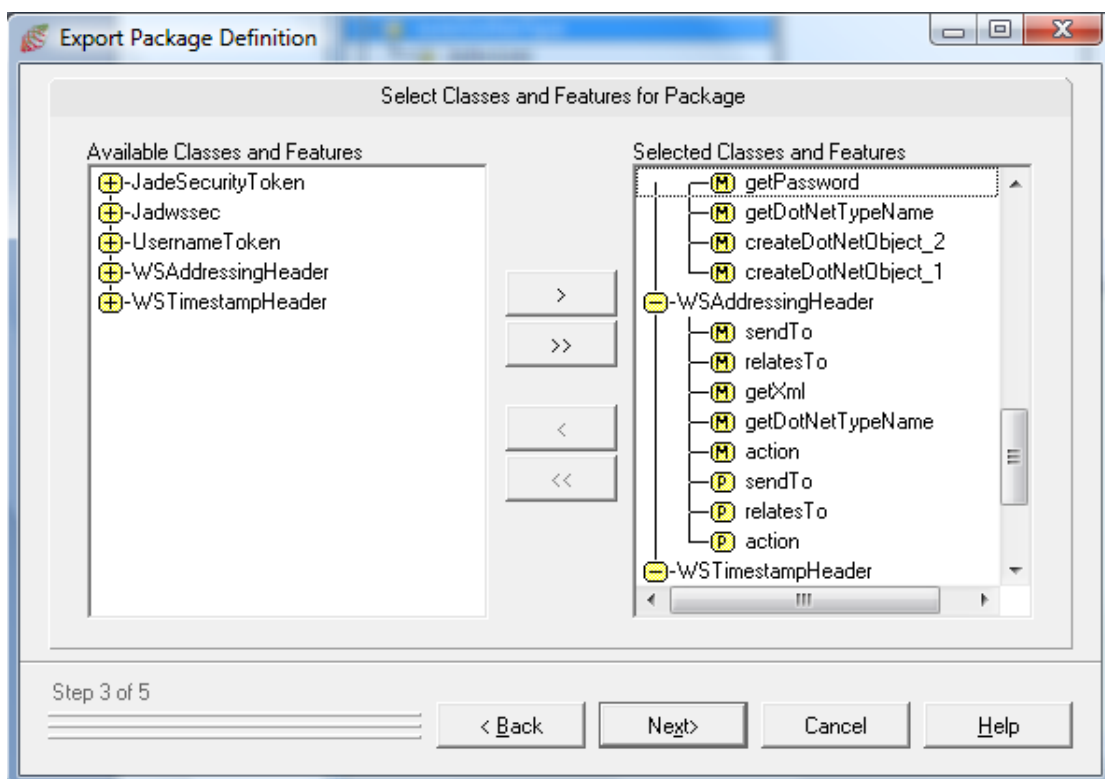 Export Package Definition
X
Select Classes and Features for Package
Available Classes and Features
JadeSecurityToken
Jadwssec
UsernameToken
WSAddressingHeader
WSTimestampHeader
>
>>
<
<<
Selected Classes and Features
M getPassword
M getDotNetTypeName
M createDotNetObject_2
M createDotNetObject_1
WSAddressingHeader
M sendTo
M relatesTo
M getXml
M getDotNetTypeName
M action
P sendTo
P relatesTo
P action
WSTimestampHeader
Step 3 of 5
< Back
Next>
Cancel
Help